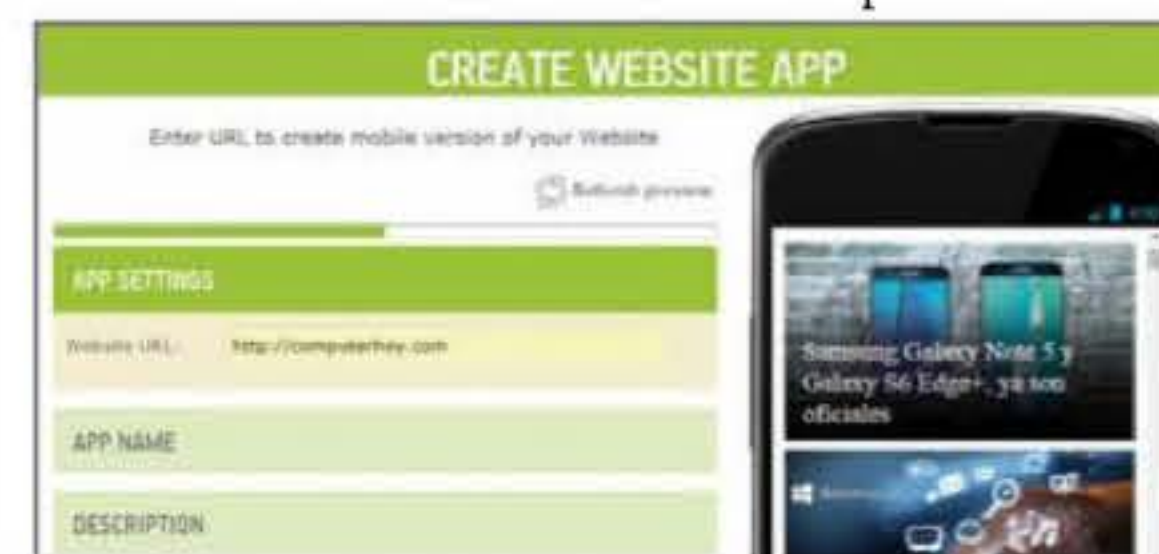 CREATE WEBSITE APP
Enter URL to create mobile version of your Website
Refresh preview
APP SETTINGS
Website URL: http://computerhoy.com
APP NAME
DESCRIPTION
Samsung Galaxy Note 5 y
Galaxy S6 Edge+, ya son
oficiales